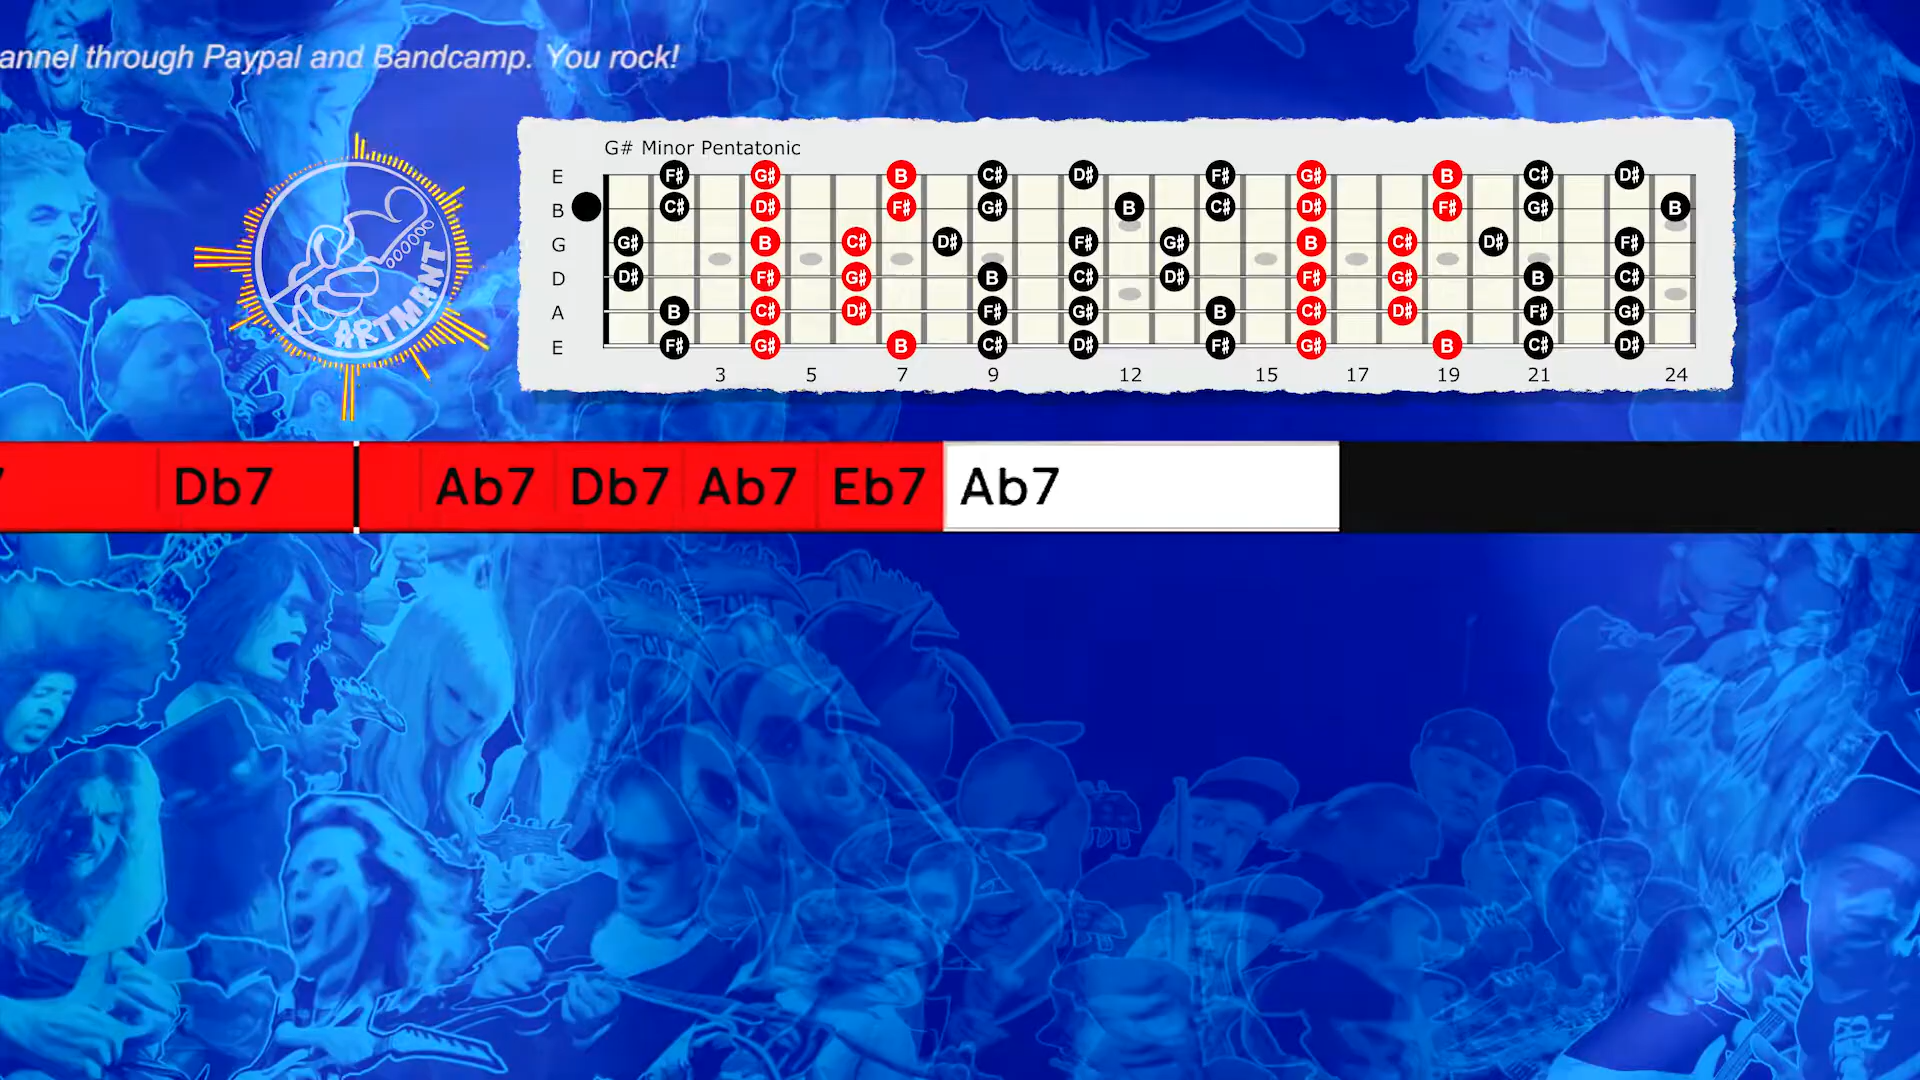 annel through Paypal and Bandcamp. You rock!
G# Minor Pentatonic
E F# G# B C# D# F# G# B C# D#
B C# D# F# G# B C# D# F# G# B
G G# B C# D# F# G# B C# D# F#
D D# F# G# B C# D# F# G# B C#
A B C# D# F# G# B C# D# F# G#
E F# G# B C# D# F# G# B C# D#
3 5 7 9 12 15 17 19 21 24
ARTMRNT
Db7 Ab7 Db7 Ab7 Eb7 Ab7